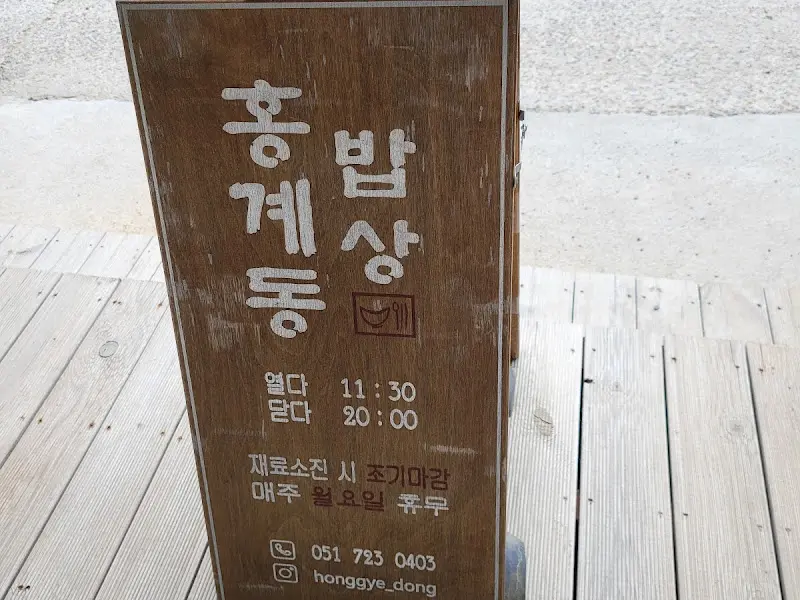 홍계동
밥상
열다 11:30
닫다 20:00
재료소진 시 조기마감
매주 월요일 휴무
051 723 0403
honggye_dong